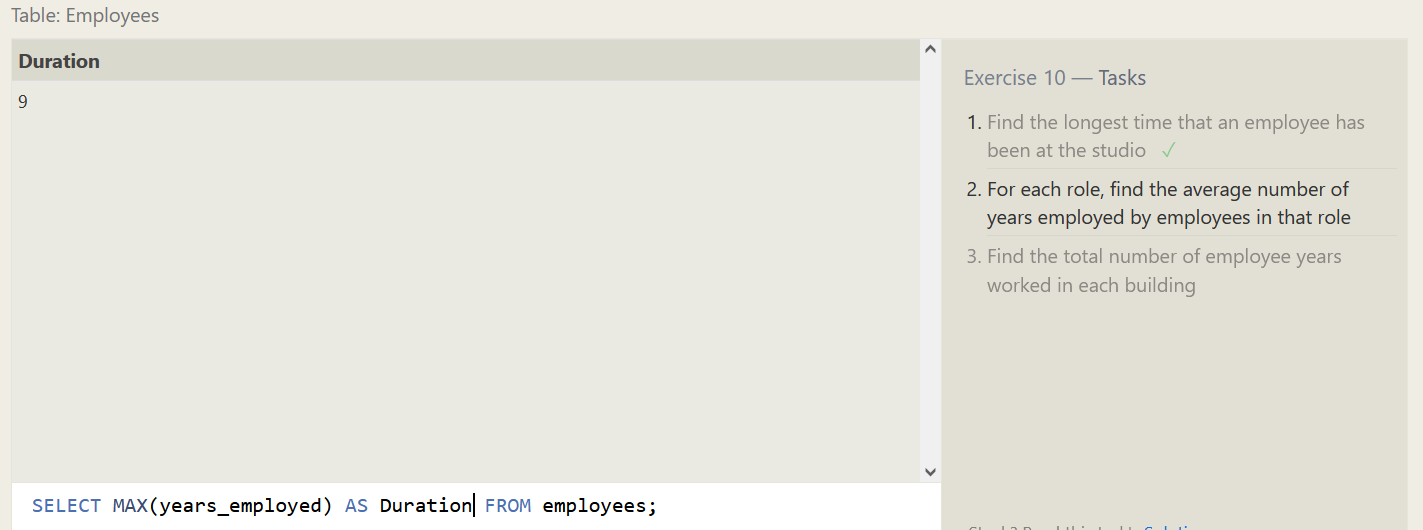 Table: Employees
Duration
9
SELECT MAX(years_employed) AS Duration FROM employees;
Exercise 10 — Tasks
1. Find the longest time that an employee has
been at the studio ✓
2. For each role, find the average number of
years employed by employees in that role
3. Find the total number of employee years
worked in each building